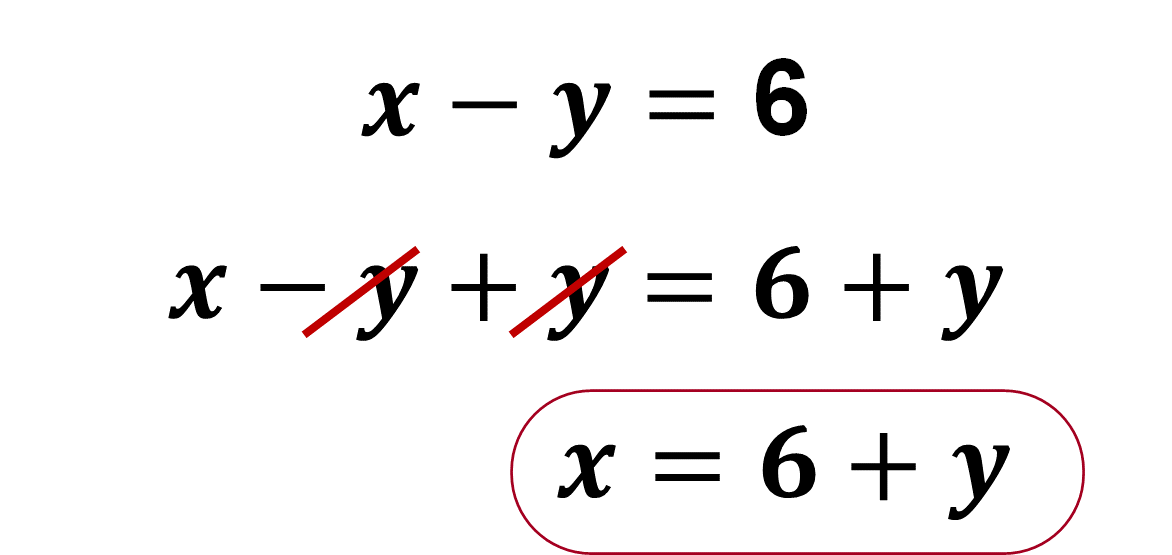 x − y = 6
x − y + y = 6 + y
x = 6 + y